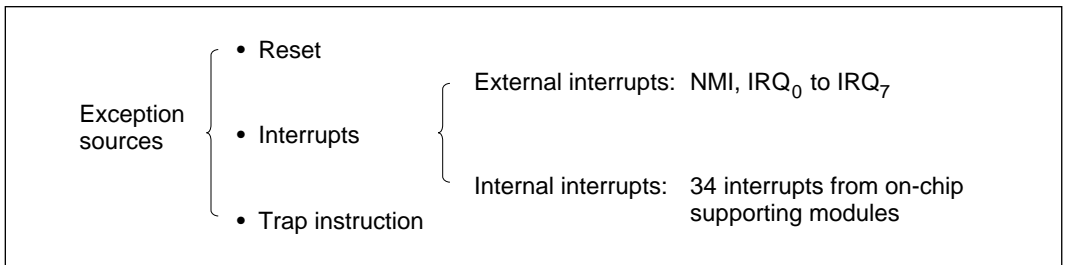 Exception
sources
• Reset
• Interrupts
• Trap instruction
External interrupts: NMI, IRQ0 to IRQ7
Internal interrupts: 34 interrupts from on-chip
supporting modules